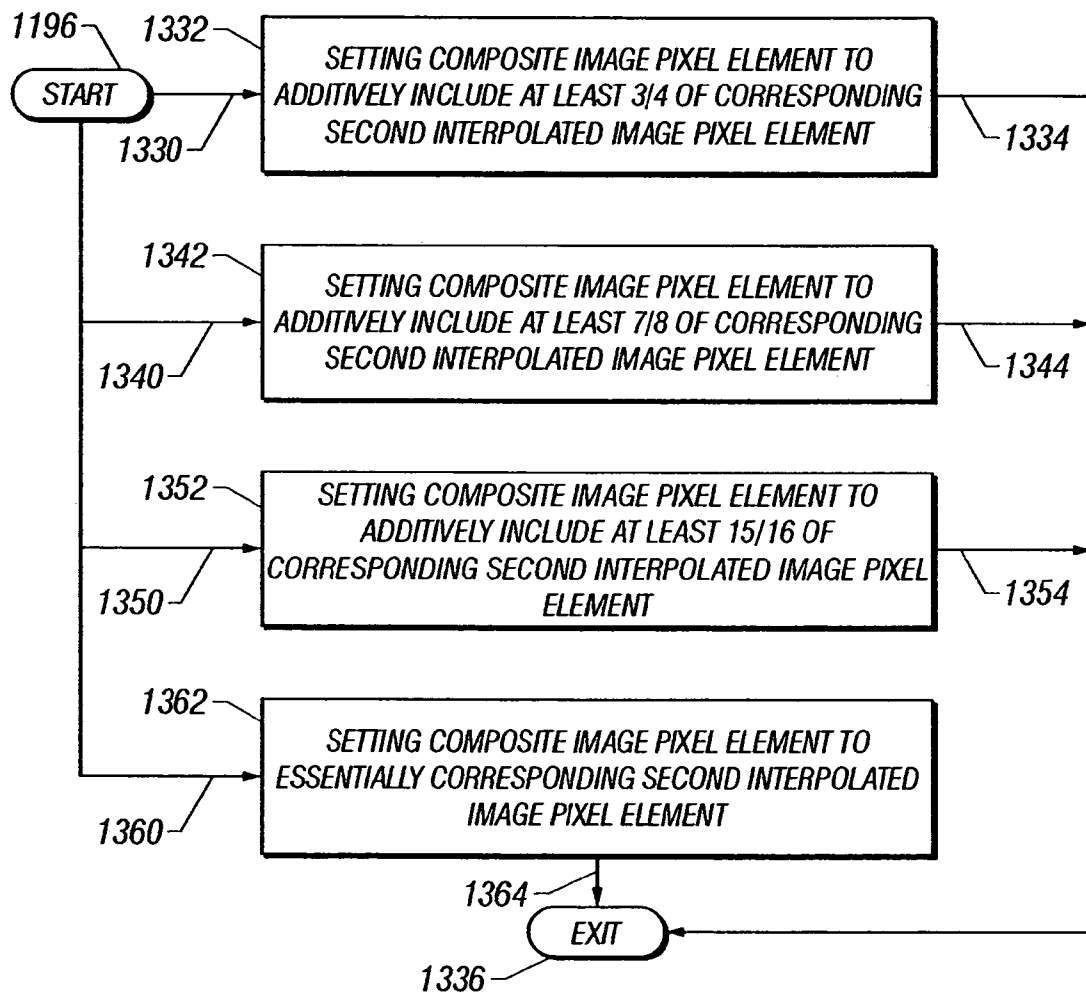 1196
START
1330
1332
SETTING COMPOSITE IMAGE PIXEL ELEMENT TO
ADDITIVELY INCLUDE AT LEAST 3/4 OF CORRESPONDING
SECOND INTERPOLATED IMAGE PIXEL ELEMENT
1334
1342
SETTING COMPOSITE IMAGE PIXEL ELEMENT TO
ADDITIVELY INCLUDE AT LEAST 7/8 OF CORRESPONDING
SECOND INTERPOLATED IMAGE PIXEL ELEMENT
1340
1344
1352
SETTING COMPOSITE IMAGE PIXEL ELEMENT TO
ADDITIVELY INCLUDE AT LEAST 15/16 OF
CORRESPONDING SECOND INTERPOLATED IMAGE PIXEL
ELEMENT
1350
1354
1362
SETTING COMPOSITE IMAGE PIXEL ELEMENT TO
ESSENTIALLY CORRESPONDING SECOND INTERPOLATED
IMAGE PIXEL ELEMENT
1360
1364
EXIT
1336